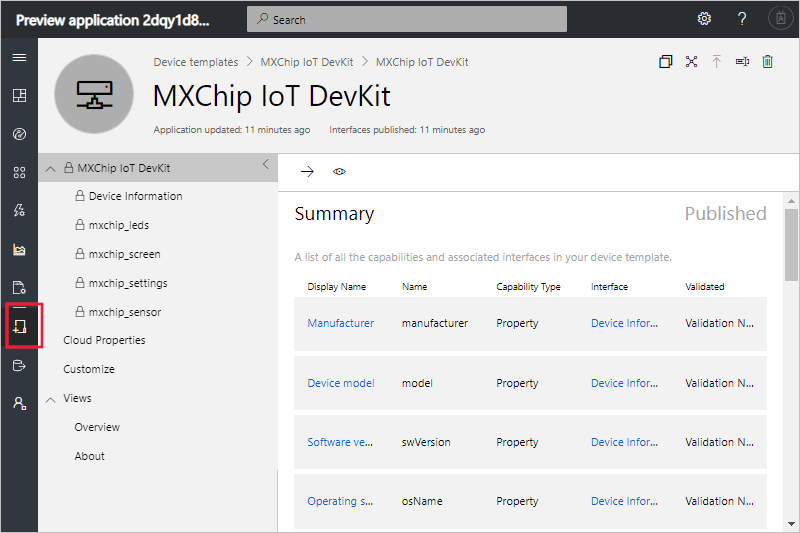 Preview application 2dqy1d8...
Search
?
Device templates > MXChip IoT DevKit > MXChip IoT DevKit
MXChip IoT DevKit
Application updated: 11 minutes ago Interfaces published: 11 minutes ago
MXChip IoT DevKit
Device Information
mxchip_leds
mxchip_screen
mxchip_settings
mxchip_sensor
Cloud Properties
Customize
Views
Overview
About
Summary Published
A list of all the capabilities and associated interfaces in your device template.
Display Name Name Capability Type Interface Validated
Manufacturer manufacturer Property Device Infor... Validation N...
Device model model Property Device Infor... Validation N...
Software ve... swVersion Property Device Infor... Validation N...
Operating s... osName Property Device Infor... Validation N...